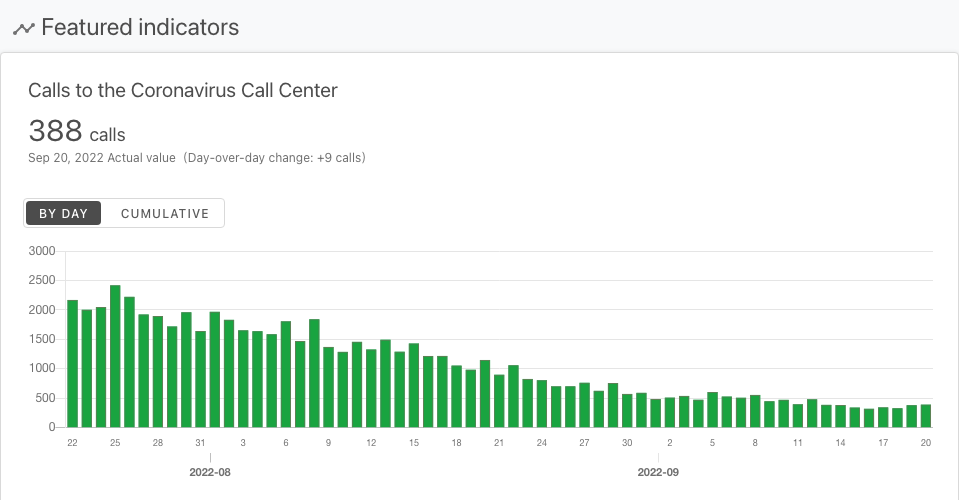 Featured indicators
Calls to the Coronavirus Call Center
388 calls
Sep 20, 2022 Actual value (Day-over-day change: +9 calls)
BY DAY CUMULATIVE
3000
2500
2000
1500
1000
500
0
22 25 28 31 3 6 9 12 15 18 21 24 27 30 2 5 8 11 14 17 20
2022-08 2022-09